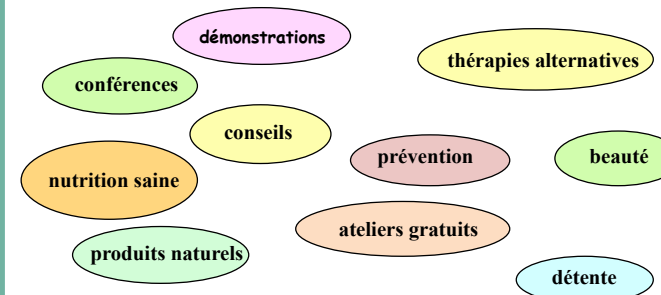 démonstrations
thérapies alternatives
conférences
conseils
prévention
beauté
nutrition saine
ateliers gratuits
produits naturels
détente